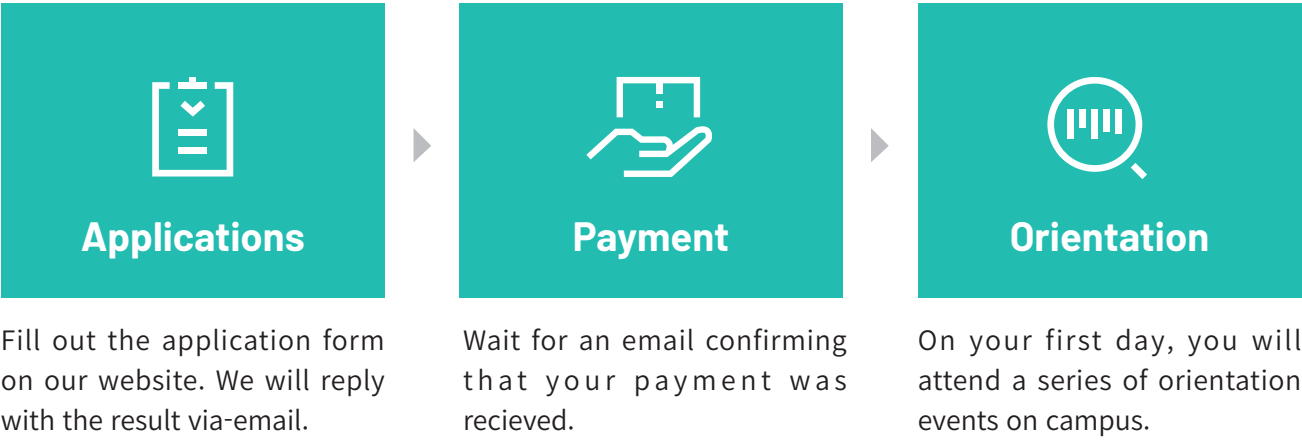 Applications
Fill out the application form
on our website. We will reply
with the result via-email.
Payment
Wait for an email confirming
that your payment was
recieved.
Orientation
On your first day, you will
attend a series of orientation
events on campus.